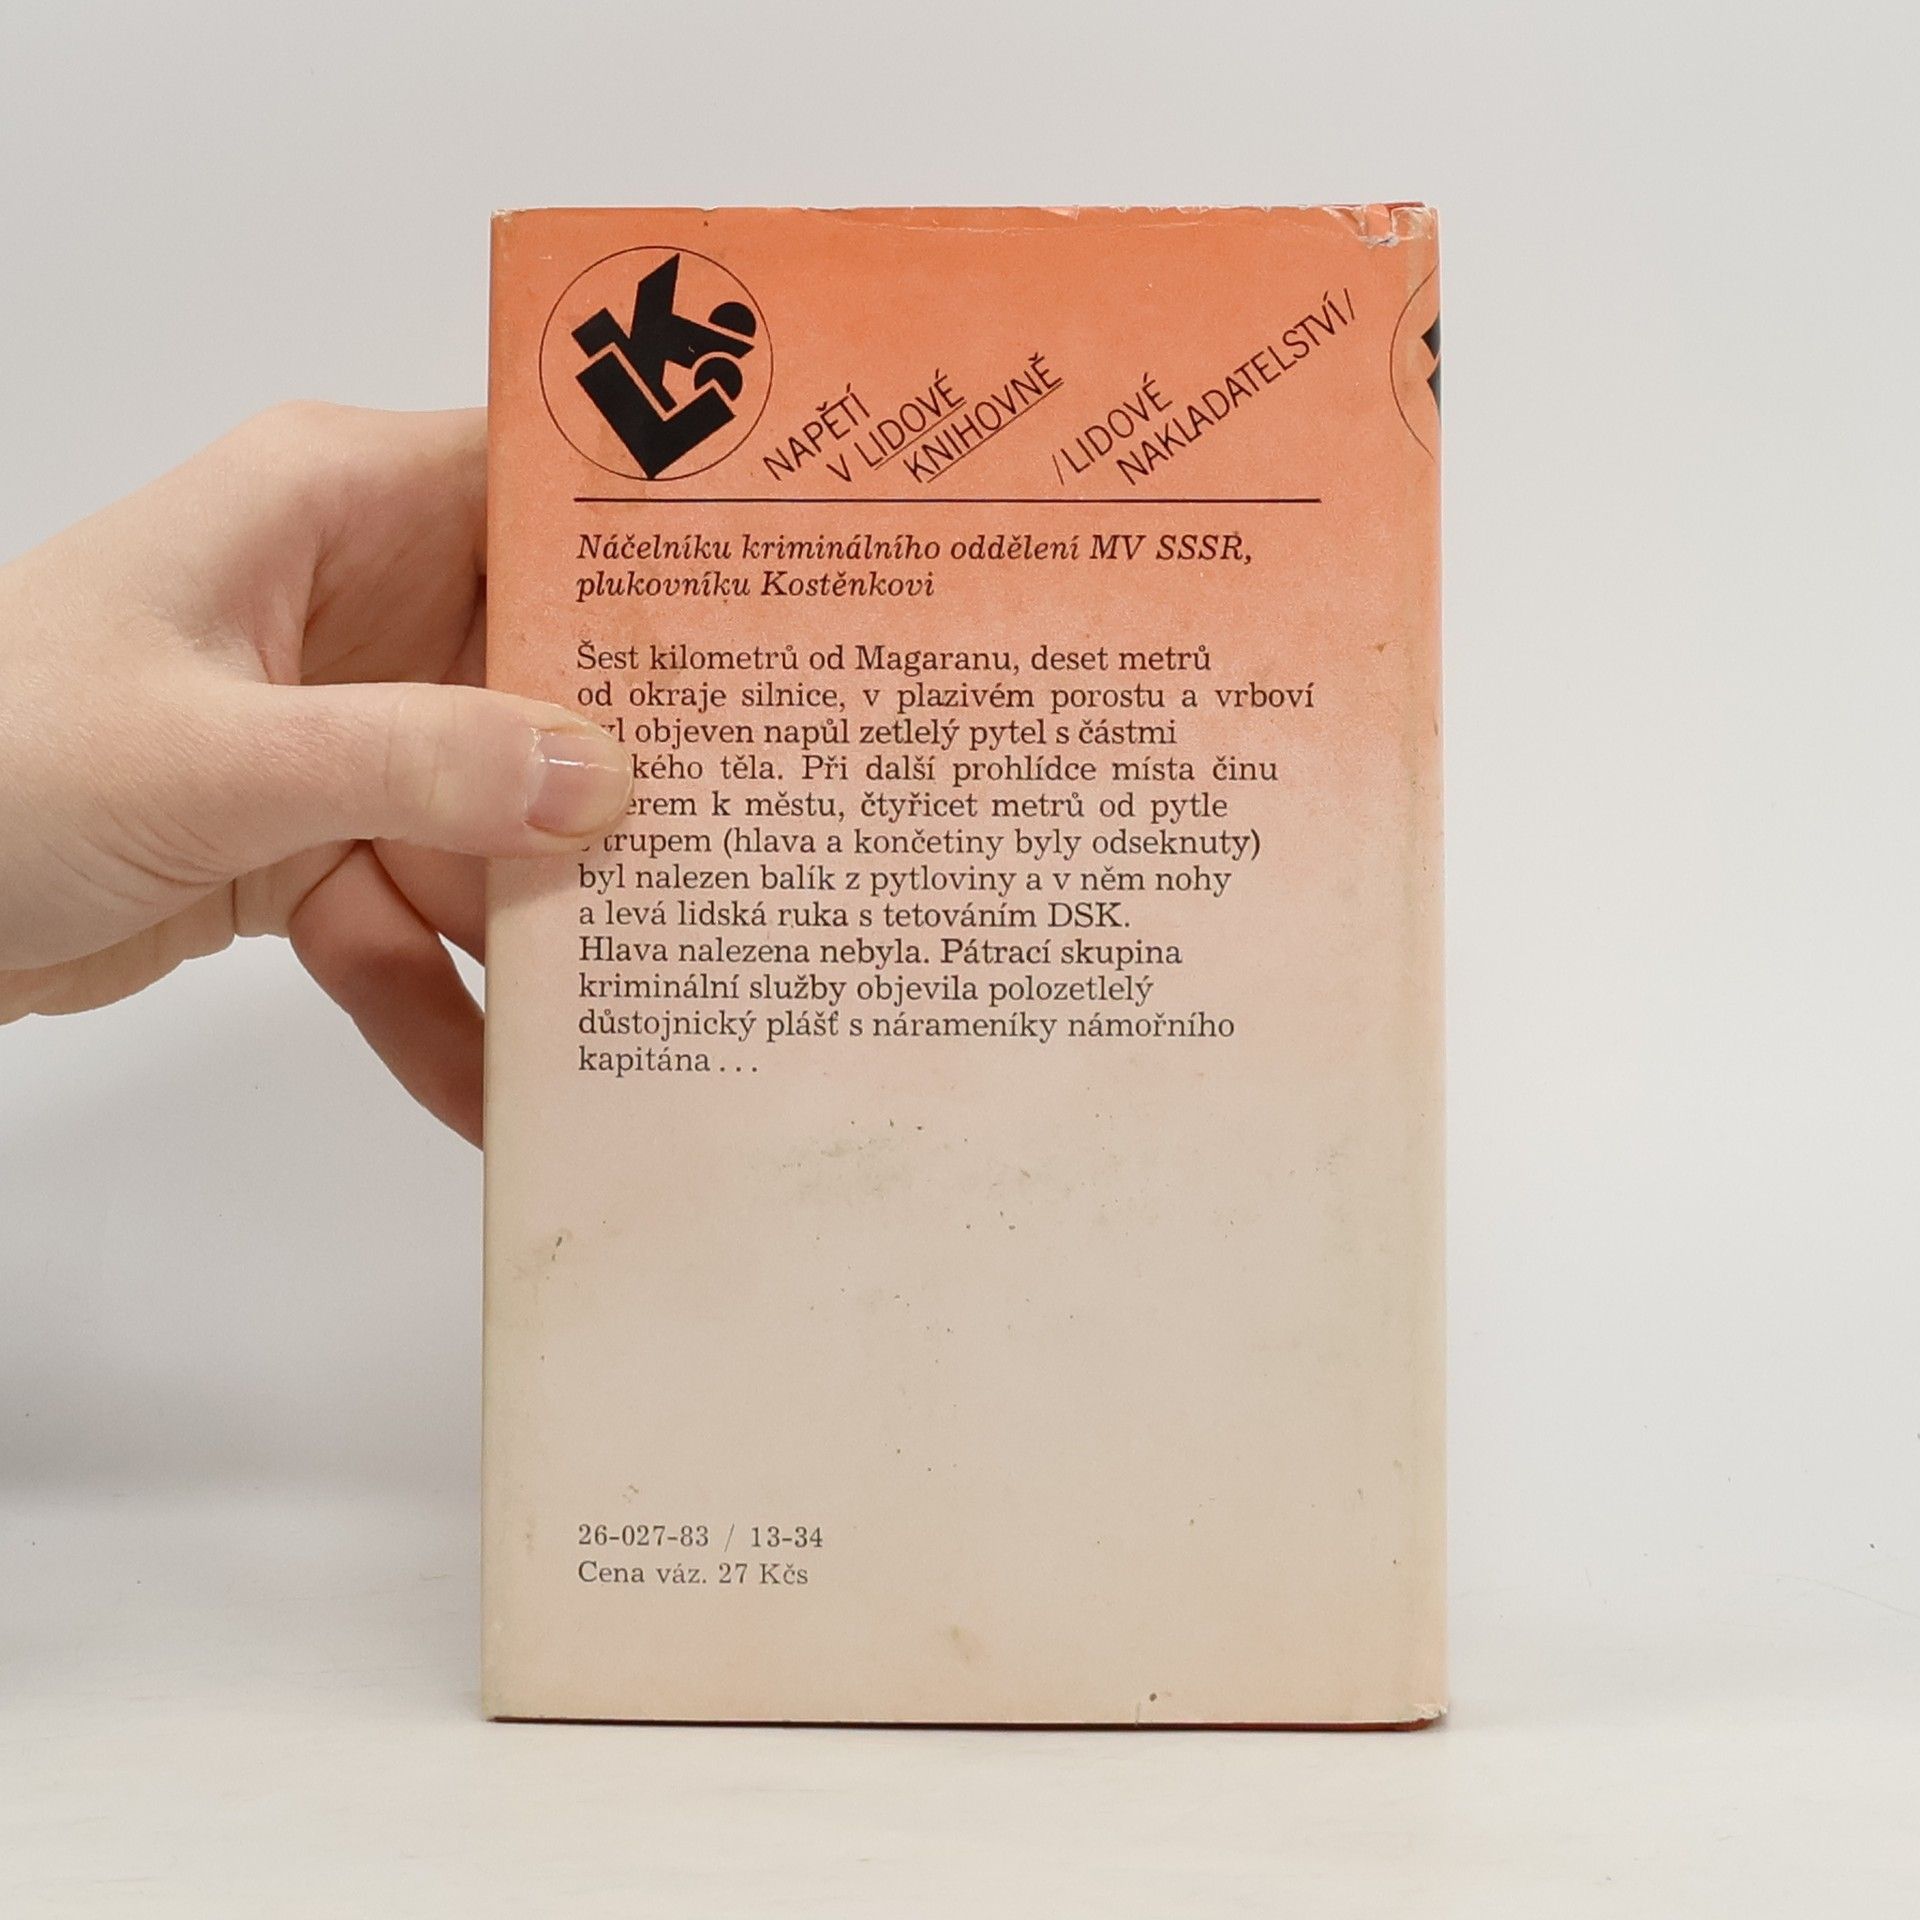 LK
NAPĚTÍ
V LIDOVÉ
KNIHOVNĚ
/LIDOVÉ
NAKLADATELSTVÍ/
Náčelníku kriminálního oddělení MV SSSR,
plukovníku Kostěnkovi
Šest kilometrů od Magaranu, deset metrů
od okraje silnice, v plazivém porostu a vrboví
objeven napůl zetlelý pytel s částmi
těla. Při další prohlídce místa činu
k městu, čtyřicet metrů od pytle
trupem (hlava a končetiny byly odseknuty)
byl nalezen balík z pytloviny a v něm nohy
a levá lidská ruka s tetováním DSK.
Hlava nalezena nebyla. Pátrací skupina
kriminální služby objevila polozetlelý
důstojnický plášť s nárameníky námořního
kapitána...
26-027-83 / 13-34
Cena váz. 27 Kčs